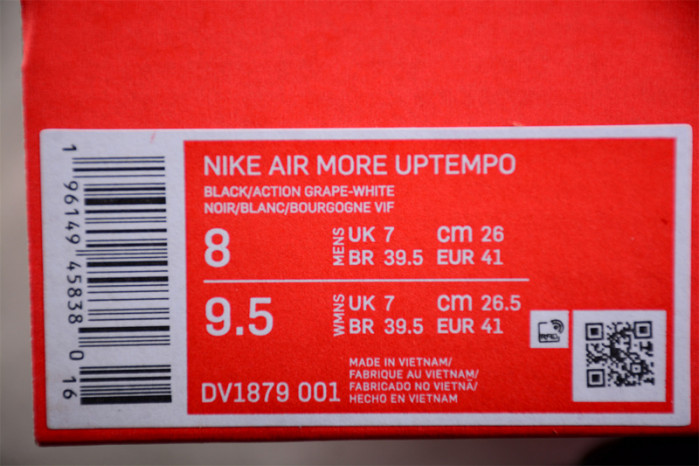 NIKE AIR MORE UPTEMPO
BLACK/ACTION GRAPE-WHITE
NOIR/BLANC/BOURGOGNE VIF
8 MENS UK 7 cm 26
BR 39.5 EUR 41
9.5 WMNS UK 7 cm 26.5
BR 39.5 EUR 41
DV1879 001
MADE IN VIETNAM/
FABRIQUE AU VIETNAM/
FABRICADO NO VIETNÃ/
HECHO EN VIETNAM
1 96149 45838 0 16